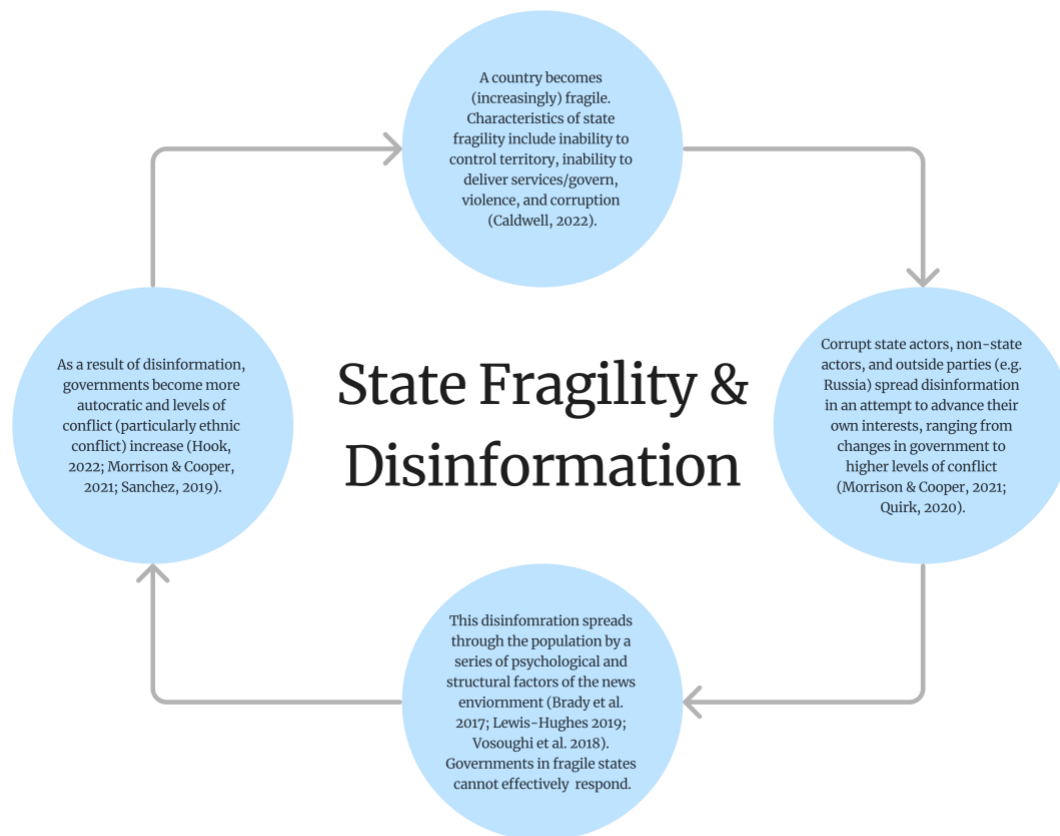 A country becomes
(increasingly) fragile.
Characteristics of state
fragility include inability to
control territory, inability to
deliver services/govern,
violence, and corruption
(Caldwell, 2022).
Corrupt state actors, non-state
actors, and outside parties (e.g.
Russia) spread disinformation
in an attempt to advance their
own interests, ranging from
changes in government to
higher levels of conflict
(Morrison & Cooper, 2021;
Quirk, 2020).
This disinfomration spreads
through the population by a
series of psychological and
structural factors of the news
enviornment (Brady et al.
2017; Lewis-Hughes 2019;
Vosoughi et al. 2018).
Governments in fragile states
cannot effectively respond.
As a result of disinformation,
governments become more
autocratic and levels of
conflict (particularly ethnic
conflict) increase (Hook,
2022; Morrison & Cooper,
2021; Sanchez, 2019).
State Fragility &
Disinformation